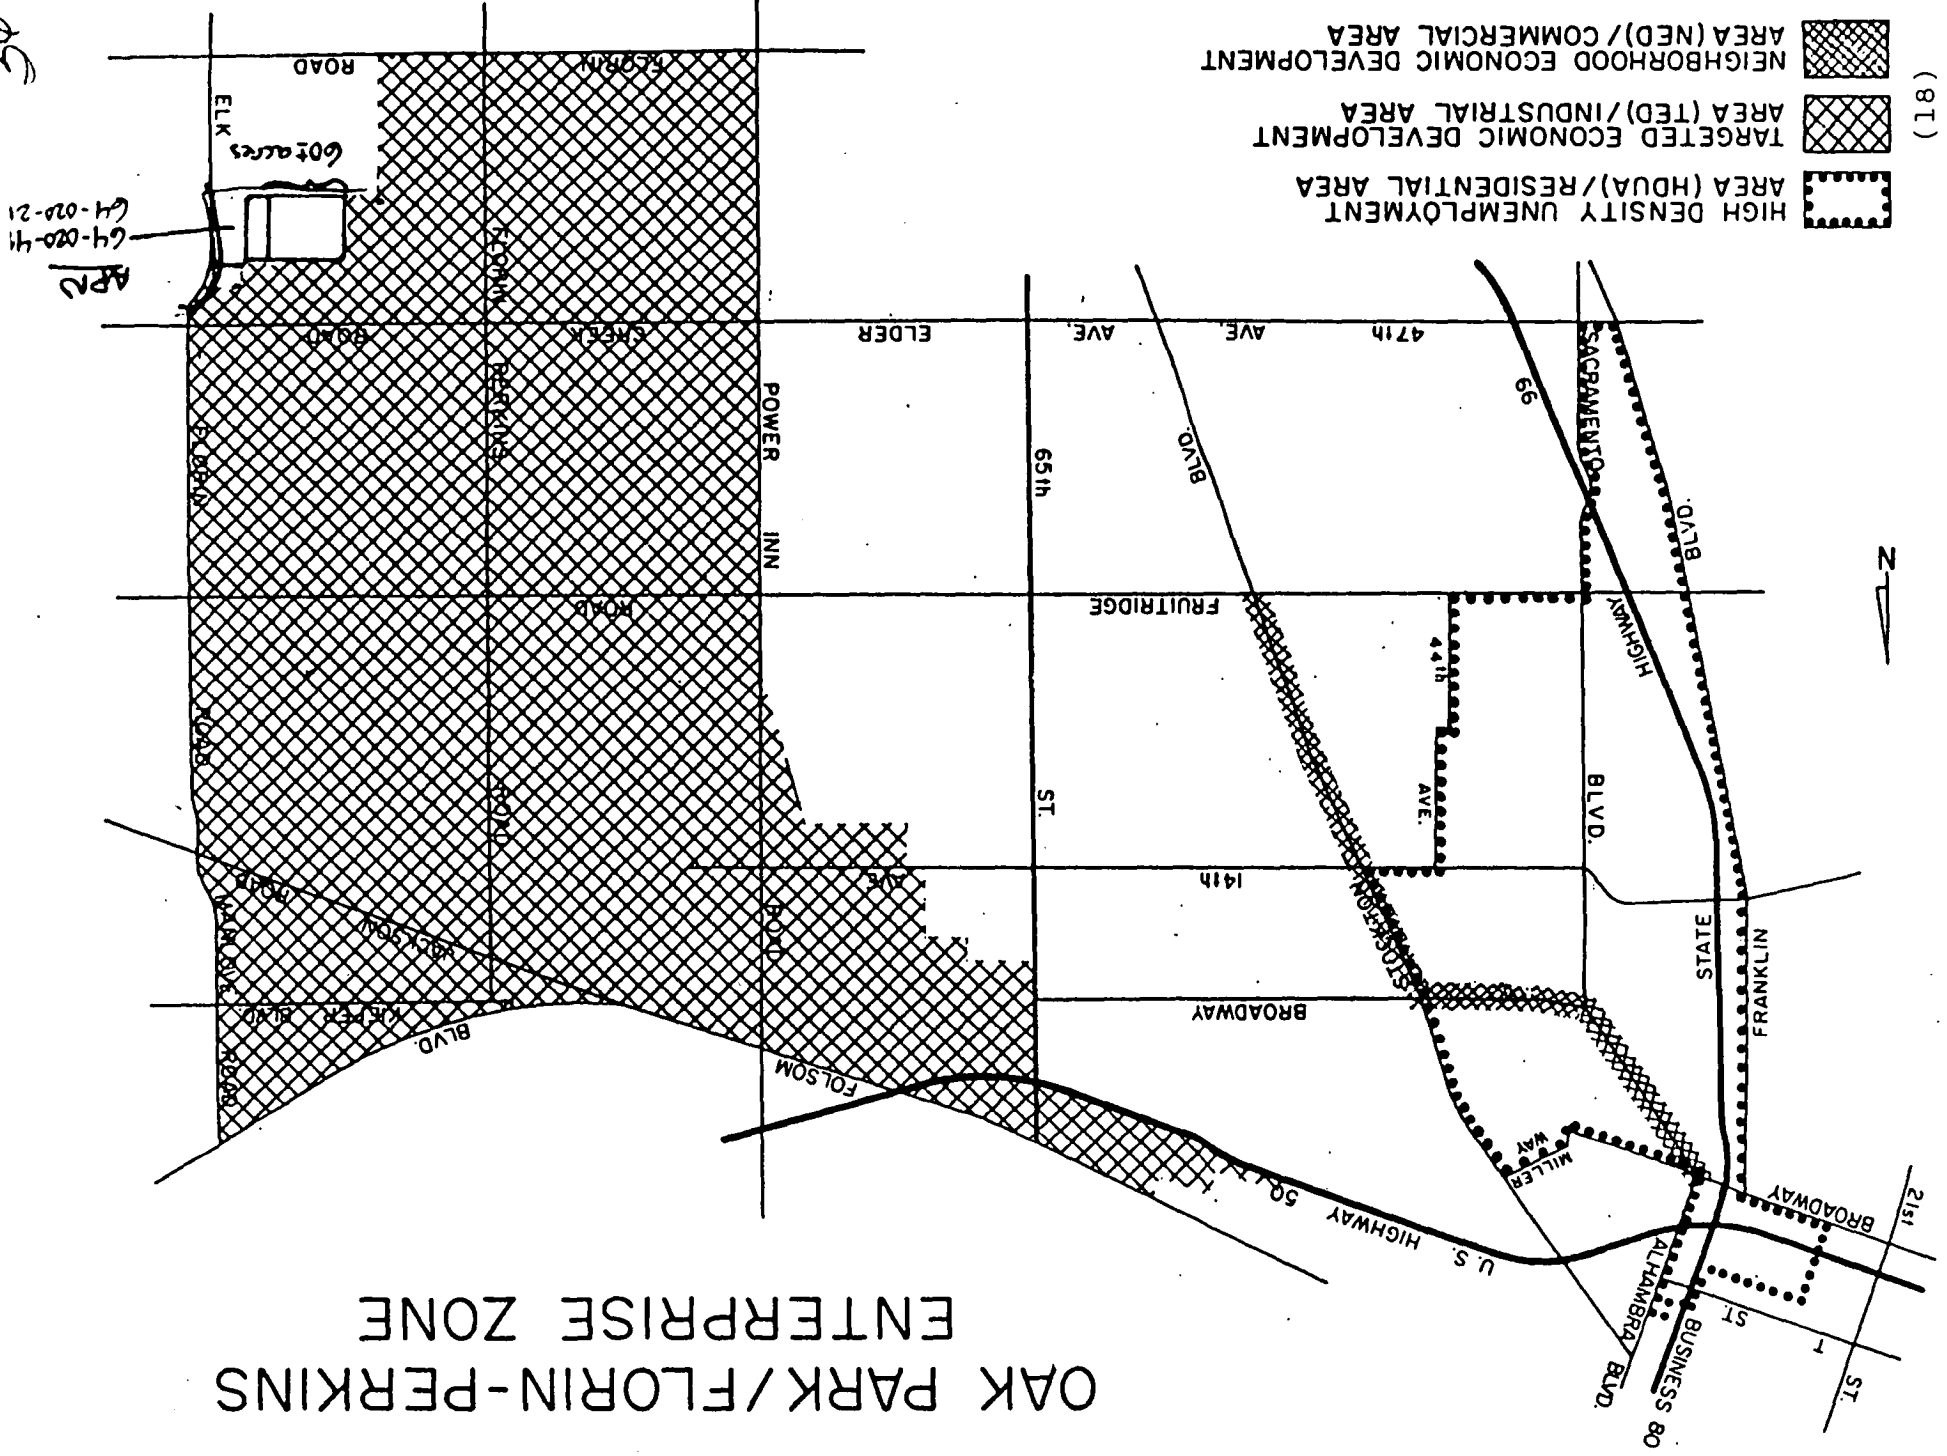 OAK PARK/FLORIN-PERKINS
ENTERPRISE ZONE
BLVD.
BUSINESS 80
ST.
T
ST.
ALHAMBRA
21st
BROADWAY
U.S.
HIGHWAY
50
MILLER
WAY
FOLSOM
BLVD.
KIEFER
BLVD.
MANLOVE
ROAD
BROADWAY
FRANKLIN
STATE
STOCKTON
JACKSON
ROAD
14th
AVE.
ROAD
BLVD.
AVE.
ST.
ROAD
ROAD
44th
HIGHWAY
FRUITRIDGE
ROAD
N
BLVD.
INN
65th
BLVD.
POWER
PERKINS
FLORIN
SACRAMENTO
99
47th
AVE.
AVE.
ELDER
CREEK
ROAD
FLORIN
APN
64-020-41
64-020-21
60± acres
ELK
FLORIN
ROAD
HIGH DENSITY UNEMPLOYMENT
AREA (HDUA)/RESIDENTIAL AREA
TARGETED ECONOMIC DEVELOPMENT
AREA (TED)/INDUSTRIAL AREA
NEIGHBORHOOD ECONOMIC DEVELOPMENT
AREA (NED)/COMMERCIAL AREA
(18)